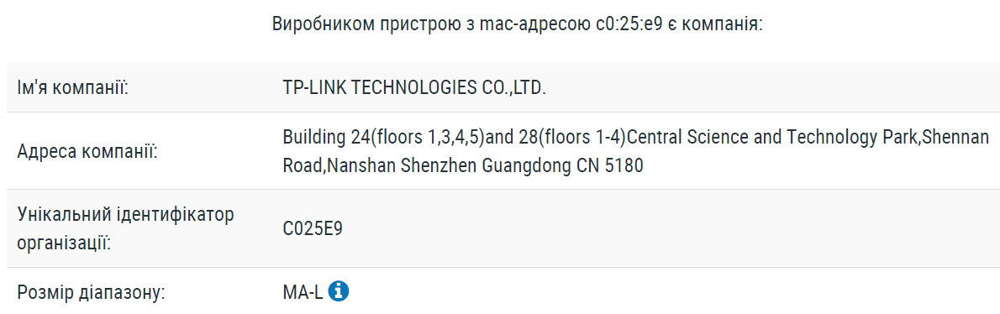 Виробником пристрою з mac-адресою c0:25:e9 є компанія:
Ім'я компанії: TP-LINK TECHNOLOGIES CO.,LTD.
Адреса компанії: Building 24(floors 1,3,4,5)and 28(floors 1-4)Central Science and Technology Park,Shennan
Road,Nanshan Shenzhen Guangdong CN 5180
Унікальний ідентифікатор
організації: C025E9
Розмір діапазону: MA-L